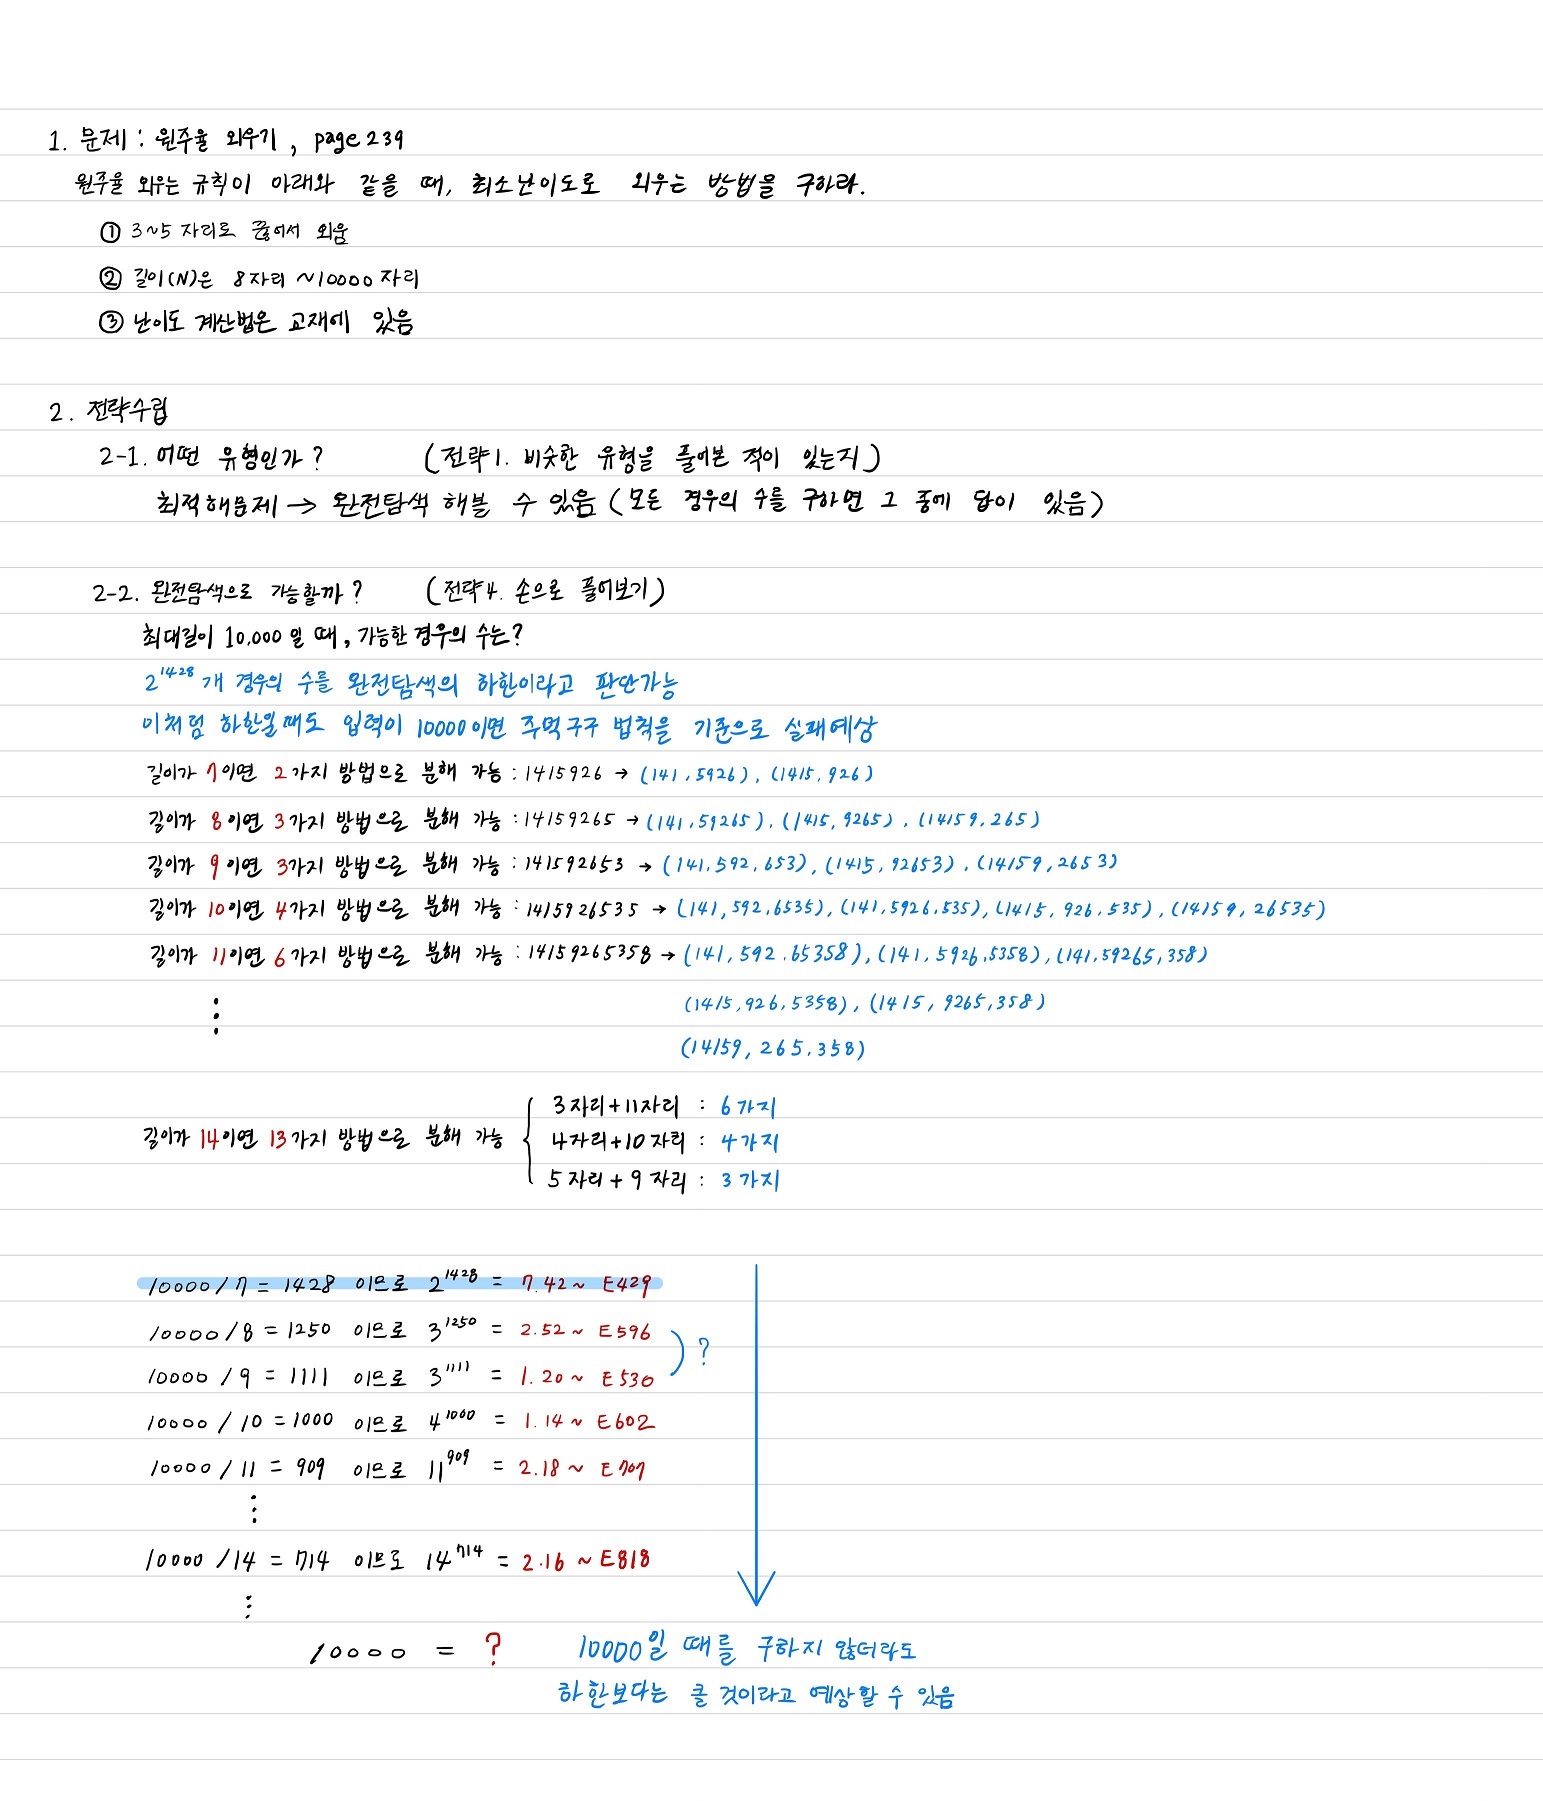 1. 문제 : 원주율 외우기, page 239
원주율 외우는 규칙이 아래와 같을 때, 최소난이도로 외우는 방법을 구하라.
① 3~5 자리로 끊어서 외움
② 길이(N)은 8자리 ~10000 자리
③ 난이도 계산법은 교재에 있음
2. 전략수립
2-1. 어떤 유형인가? (전략1. 비슷한 유형을 풀어본 적이 있는지)
최적해문제 → 완전탐색 해볼 수 있음 (모든 경우의 수를 구하면 그 중에 답이 있음)
2-2. 완전탐색으로 가능할까? (전략4. 손으로 풀어보기)
최대길이 10,000일 때, 가능한 경우의 수는?
2^1428 개 경우의 수를 완전탐색의 하한이라고 판단가능
이처럼 하한일때도 입력이 10000이면 주먹구구 법칙을 기준으로 실패예상
길이가 7이면 2가지 방법으로 분해 가능 : 1415926 → (141, 5926), (1415, 926)
길이가 8이면 3가지 방법으로 분해 가능 : 14159265 → (141, 59265), (1415, 9265), (14159, 265)
길이가 9이면 3가지 방법으로 분해 가능 : 141592653 → (141, 592, 653), (1415, 92653), (14159, 2653)
길이가 10이면 4가지 방법으로 분해 가능 : 1415926535 → (141, 592, 6535), (141, 5926, 535), (1415, 926, 535), (14159, 26535)
길이가 11이면 6가지 방법으로 분해 가능 : 14159265358 → (141, 592, 65358), (141, 5926, 5358), (141, 59265, 358)
(1415, 926, 5358), (1415, 9265, 358)
(14159, 265, 358)
길이가 14이면 13가지 방법으로 분해 가능
3자리+11자리 : 6가지
4자리+10자리 : 4가지
5자리+9자리 : 3가지
10000/7 = 1428 이므로 2^1428 = 7.42~ E429
10000/8 = 1250 이므로 3^1250 = 2.52~ E596
10000/9 = 1111 이므로 3^1111 = 1.20~ E530
) ?
10000/10 = 1000 이므로 4^1000 = 1.14~ E602
10000/11 = 909 이므로 11^909 = 2.18~ E707
10000/14 = 714 이므로 14^714 = 2.16 ~E818
10000 = ? 10000일 때를 구하지 않더라도
하한보다는 클 것이라고 예상할 수 있음